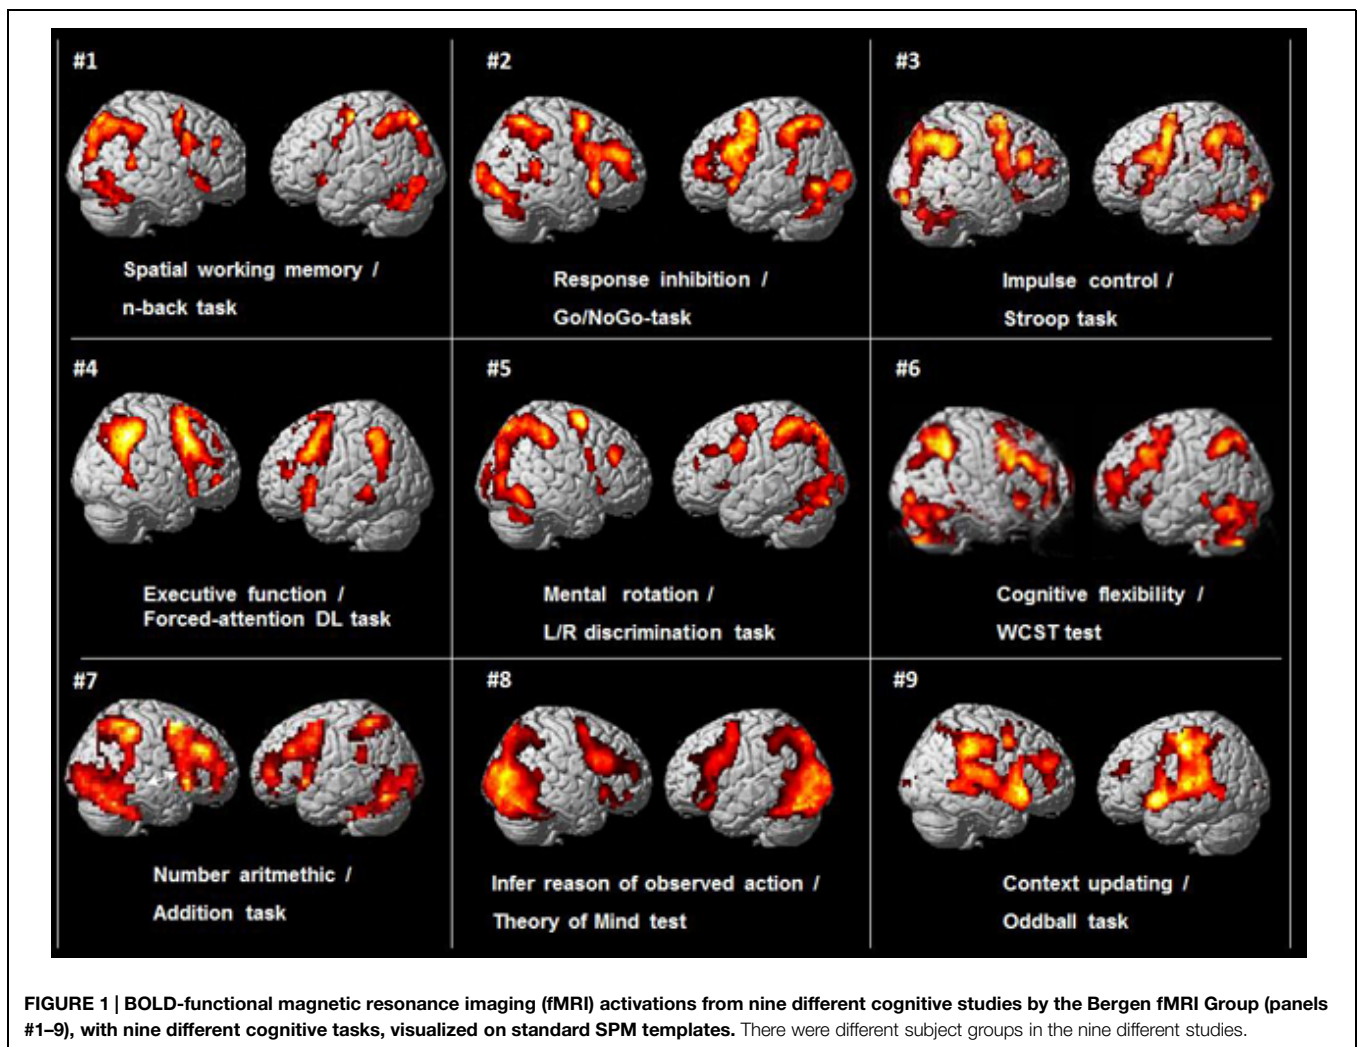 #1
#2
#3
Spatial working memory /
n-back task
Response inhibition /
Go/NoGo-task
Impulse control /
Stroop task
#4
#5
#6
Executive function /
Forced-attention DL task
Mental rotation /
L/R discrimination task
Cognitive flexibility /
WCST test
#7
#8
#9
Number aritmethic /
Addition task
Infer reason of observed action /
Theory of Mind test
Context updating /
Oddball task
FIGURE 1 | BOLD-functional magnetic resonance imaging (fMRI) activations from nine different cognitive studies by the Bergen fMRI Group (panels
#1–9), with nine different cognitive tasks, visualized on standard SPM templates. There were different subject groups in the nine different studies.